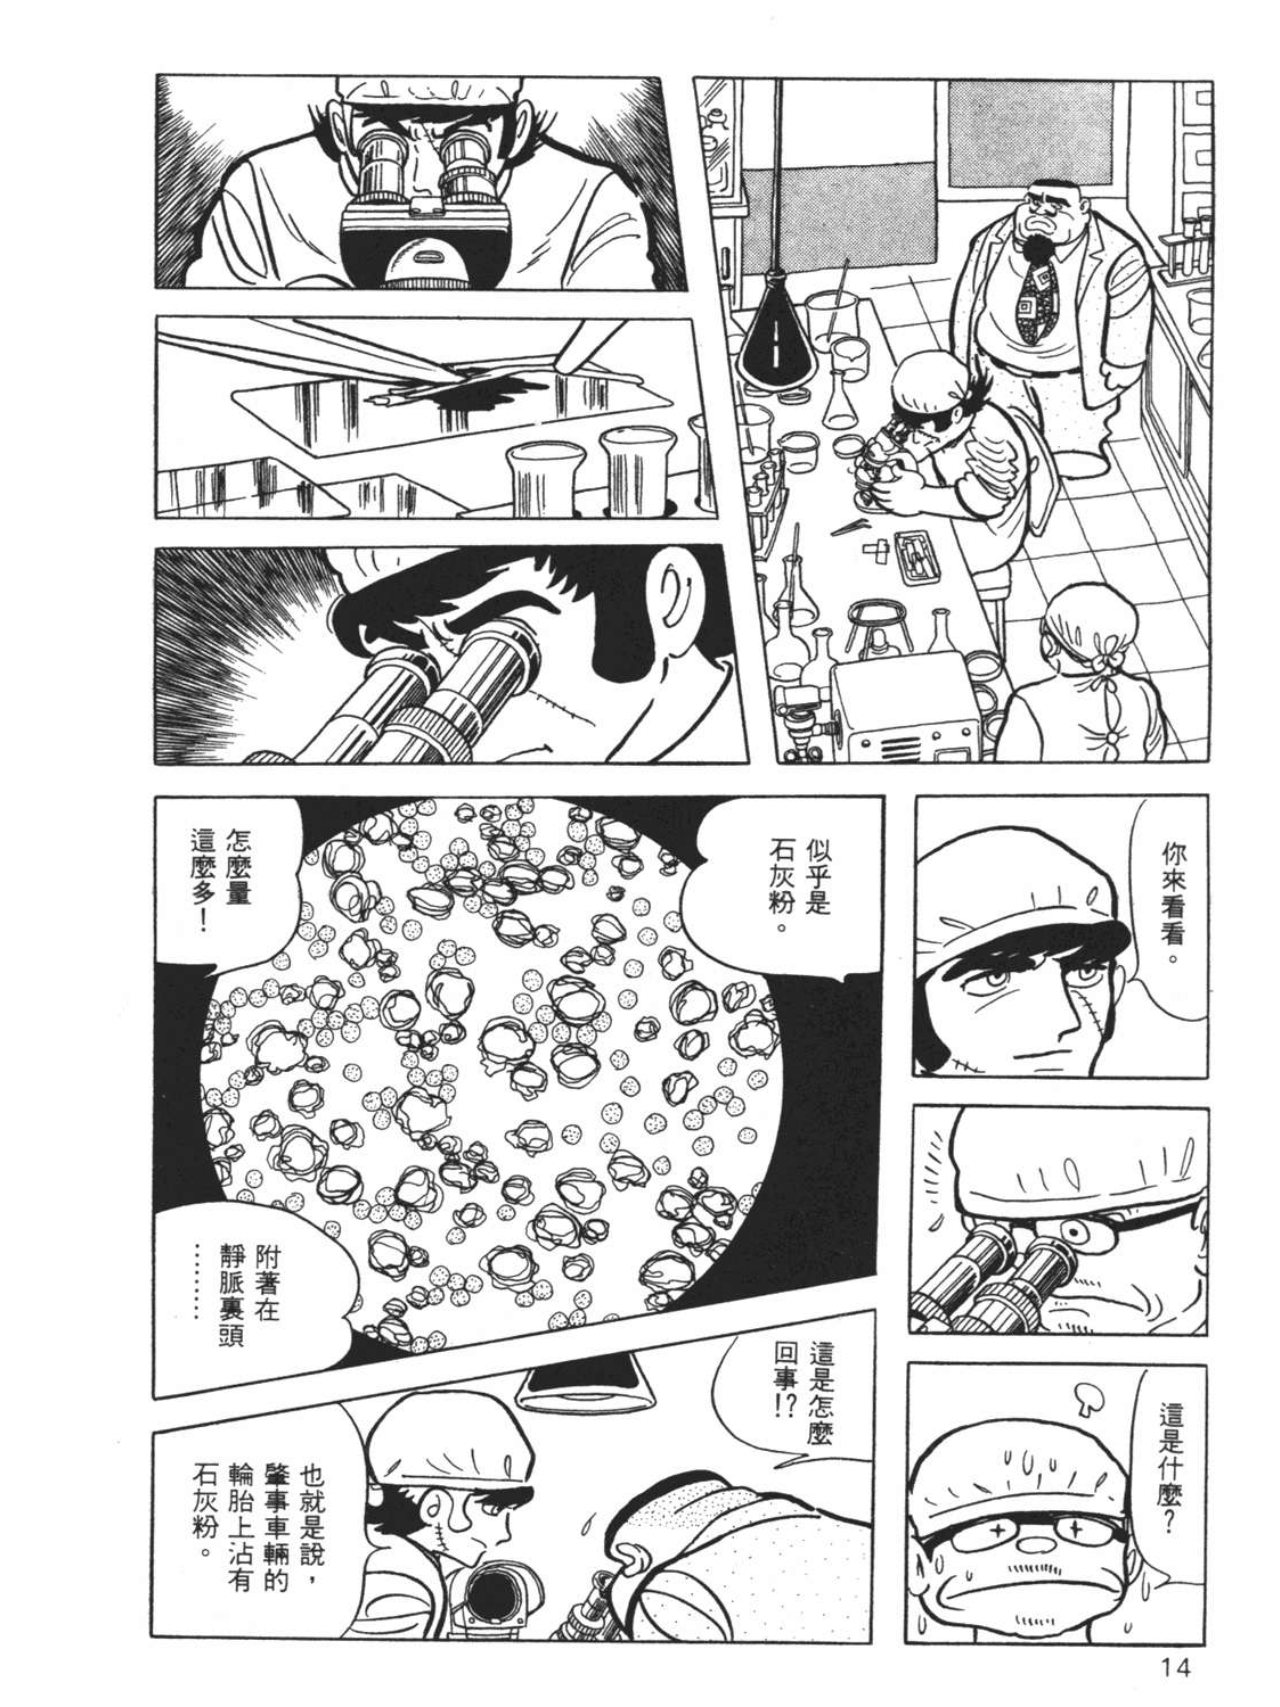 你來看看。
這是什麼?
似乎是
石灰粉。
怎麼量
這麼多!
附著在
靜脈裏頭
………
這是怎麼
回事!?
也就是說，
肇事車輛的
輪胎上沾有
石灰粉。
14